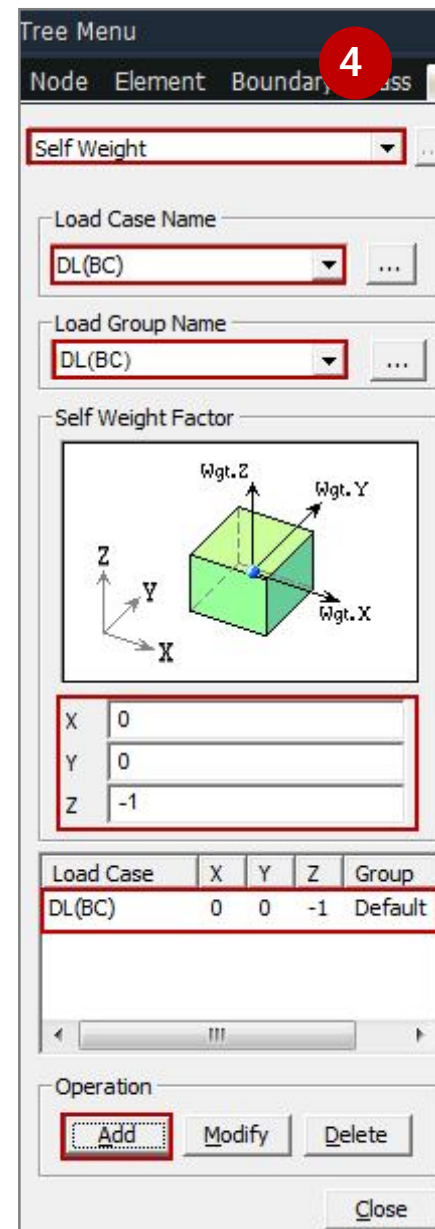 Tree Menu
4
Node Element Boundary ass
Self Weight
Load Case Name
DL(BC)
...
Load Group Name
DL(BC)
...
Self Weight Factor
Wgt.Z
Wgt.Y
Z
Y
Wgt.X
X
X 0
Y 0
Z -1
Load Case X Y Z Group
DL(BC) 0 0 -1 Default
Operation
Add Modify Delete
Close